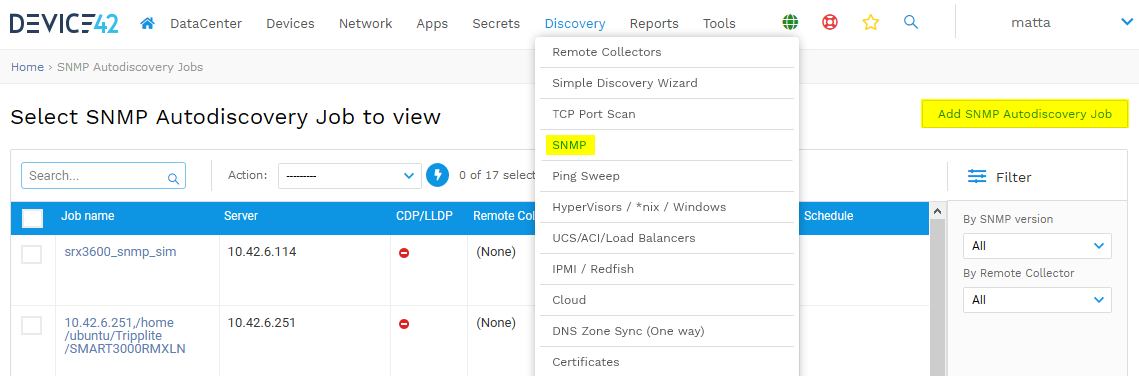 DEVICE42
DataCenter Devices Network Apps Secrets Discovery Reports Tools matta
Home › SNMP Autodiscovery Jobs
Select SNMP Autodiscovery Job to view
Add SNMP Autodiscovery Job
Remote Collectors
Simple Discovery Wizard
TCP Port Scan
SNMP
Ping Sweep
HyperVisors / *nix / Windows
UCS/ACI/Load Balancers
IPMI / Redfish
Cloud
DNS Zone Sync (One way)
Certificates
Search...
Action: --------- 0 of 17 select
Job name Server CDP/LLDP Remote Col Schedule
srx3600_snmp_sim 10.42.6.114 (None)
10.42.6.251,/home 10.42.6.251 (None)
/ubuntu/Tripplite
/SMART3000RMXLN
Filter
By SNMP version
All
By Remote Collector
All